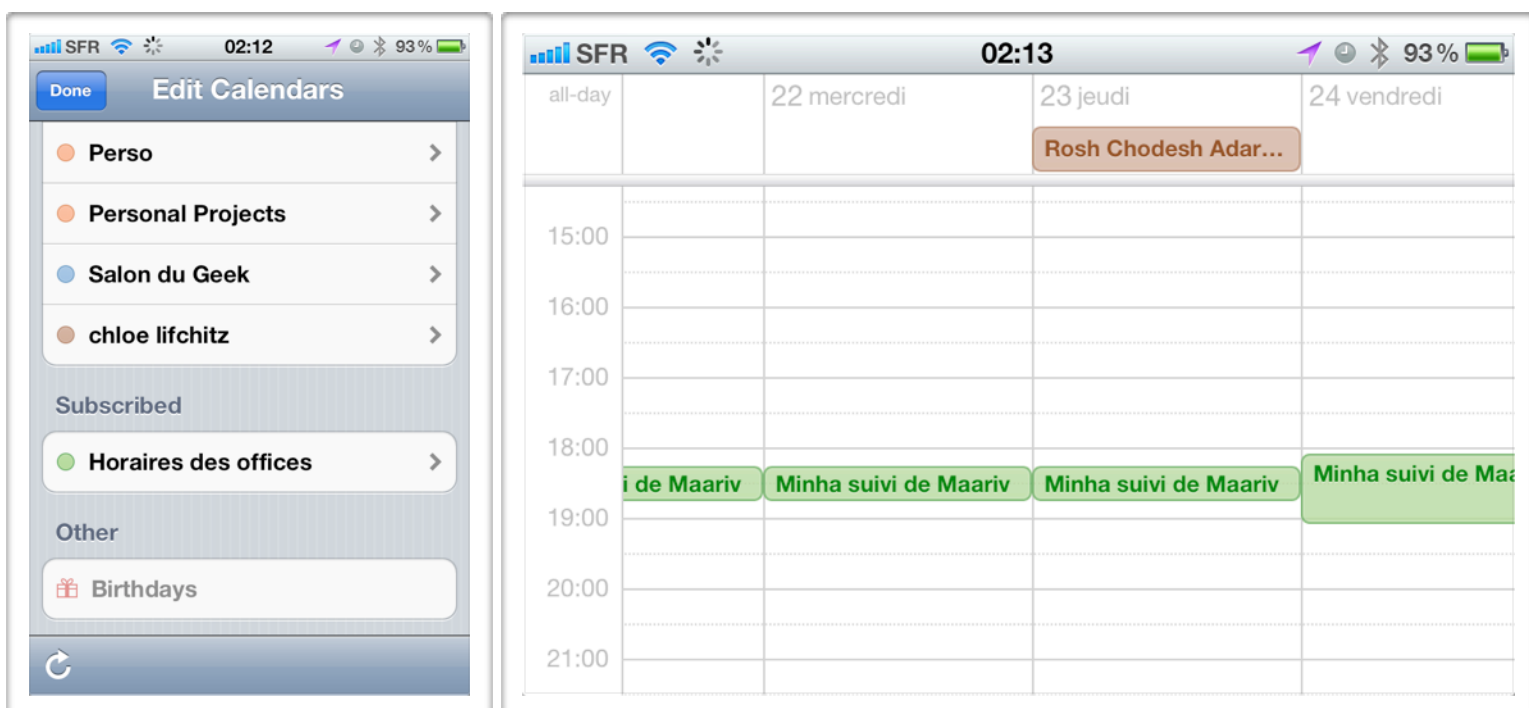 SFR 02:12 93%
Done Edit Calendars
Perso
Personal Projects
Salon du Geek
chloe lifchitz
Subscribed
Horaires des offices
Other
Birthdays
SFR 02:13 93%
all-day 22 mercredi 23 jeudi 24 vendredi
Rosh Chodesh Adar...
15:00
16:00
17:00
18:00
i de Maariv Minha suivi de Maariv Minha suivi de Maariv Minha suivi de Maa
19:00
20:00
21:00